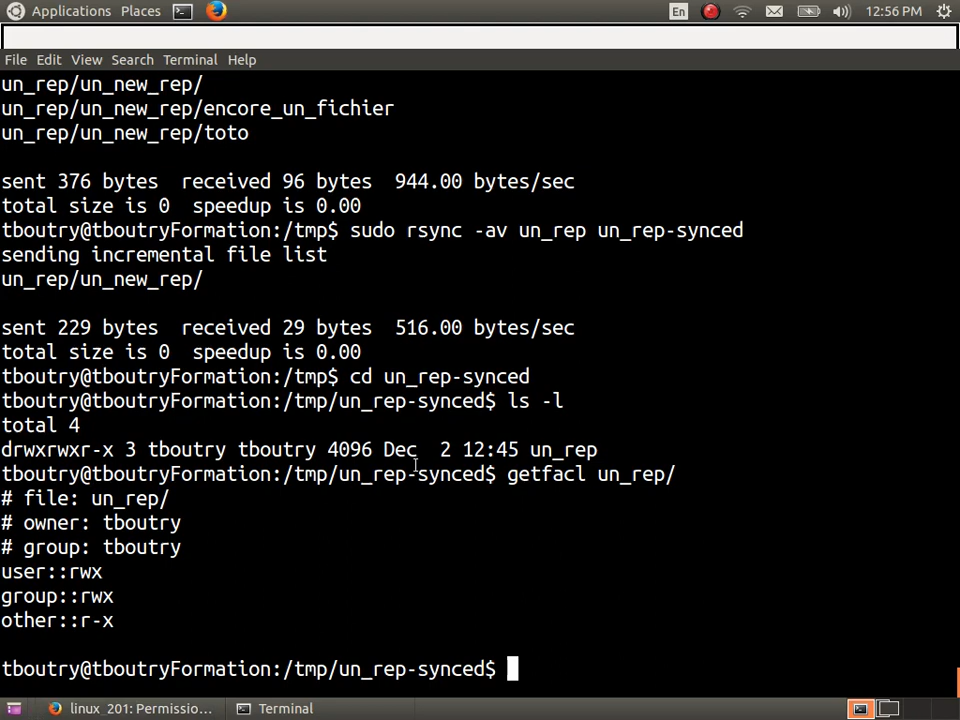 Applications Places En 12:56 PM
File Edit View Search Terminal Help
un_rep/un_new_rep/
un_rep/un_new_rep/encore_un_fichier
un_rep/un_new_rep/toto
sent 376 bytes  received 96 bytes  944.00 bytes/sec
total size is 0  speedup is 0.00
tboutry@tboutryFormation:/tmp$ sudo rsync -av un_rep un_rep-synced
sending incremental file list
un_rep/un_new_rep/
sent 229 bytes  received 29 bytes  516.00 bytes/sec
total size is 0  speedup is 0.00
tboutry@tboutryFormation:/tmp$ cd un_rep-synced
tboutry@tboutryFormation:/tmp/un_rep-synced$ ls -l
total 4
drwxrwxr-x 3 tboutry tboutry 4096 Dec  2 12:45 un_rep
tboutry@tboutryFormation:/tmp/un_rep-synced$ getfacl un_rep/
# file: un_rep/
# owner: tboutry
# group: tboutry
user::rwx
group::rwx
other::r-x
tboutry@tboutryFormation:/tmp/un_rep-synced$
linux_201: Permissio... Terminal